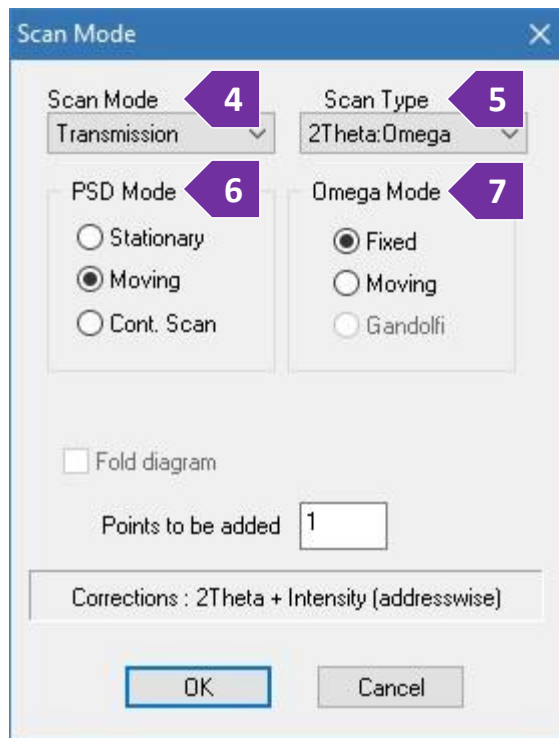 Scan Mode
Scan Mode 4 Scan Type 5
Transmission 2Theta:Omega
PSD Mode 6 Omega Mode 7
Stationary Fixed
Moving Moving
Cont. Scan Gandolfi
Fold diagram
Points to be added 1
Corrections : 2Theta + Intensity (addresswise)
OK Cancel